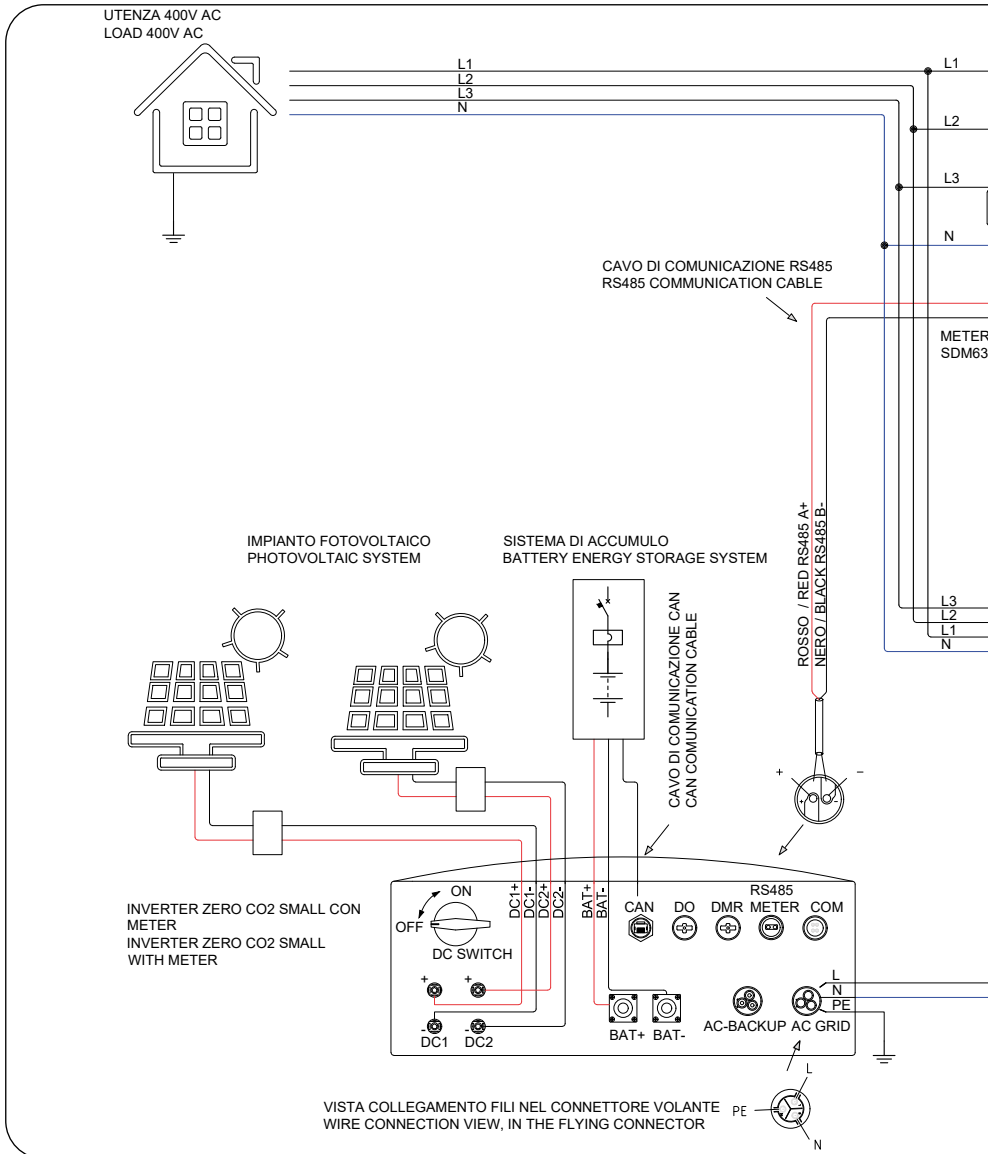 UTENZA 400V AC
LOAD 400V AC
L1
L2
L3
N
L1
L2
L3
N
CAVO DI COMUNICAZIONE RS485
RS485 COMMUNICATION CABLE
METER
SDM63
ROSSO / RED RS485 A+
NERO / BLACK RS485 B-
IMPIANTO FOTOVOLTAICO
PHOTOVOLTAIC SYSTEM
SISTEMA DI ACCUMULO
BATTERY ENERGY STORAGE SYSTEM
CAVO DI COMUNICAZIONE CAN
CAN COMUNICATION CABLE
L3
L2
L1
N
+
-
+
-
INVERTER ZERO CO2 SMALL CON
METER
INVERTER ZERO CO2 SMALL
WITH METER
ON
OFF
DC SWITCH
DC1+
DC1-
DC2+
DC2-
BAT+
BAT-
CAN
DO
DMR
RS485
METER
COM
+
+
-
-
DC1
DC2
BAT+
BAT-
AC-BACKUP
AC GRID
L
N
PE
VISTA COLLEGAMENTO FILI NEL CONNETTORE VOLANTE
WIRE CONNECTION VIEW, IN THE FLYING CONNECTOR
PE
L
N